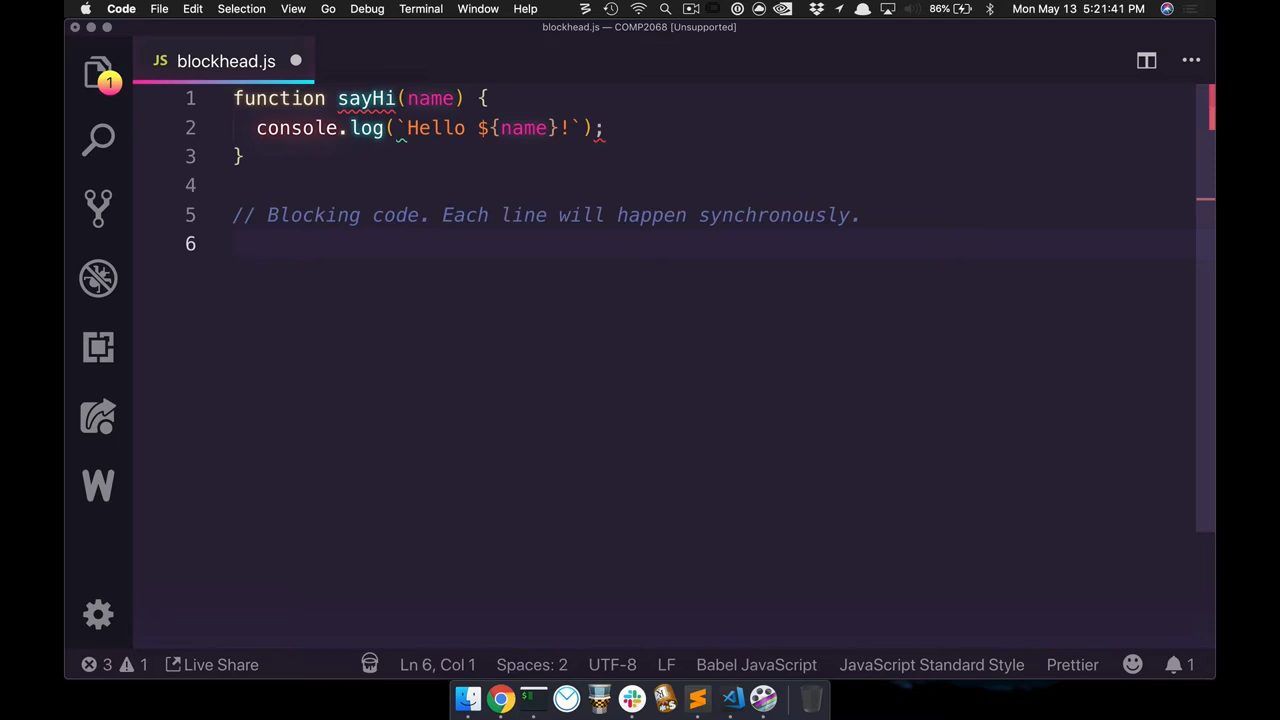 Code File Edit Selection View Go Debug Terminal Window Help 86% Mon May 13 5:21:41 PM
blockhead.js — COMP2068 [Unsupported]
JS blockhead.js
1
1 function sayHi(name) {
2 console.log(`Hello ${name}!`);
3 }
4
5 // Blocking code. Each line will happen synchronously.
6
W
3 1 Live Share Ln 6, Col 1 Spaces: 2 UTF-8 LF Babel JavaScript JavaScript Standard Style Prettier 1